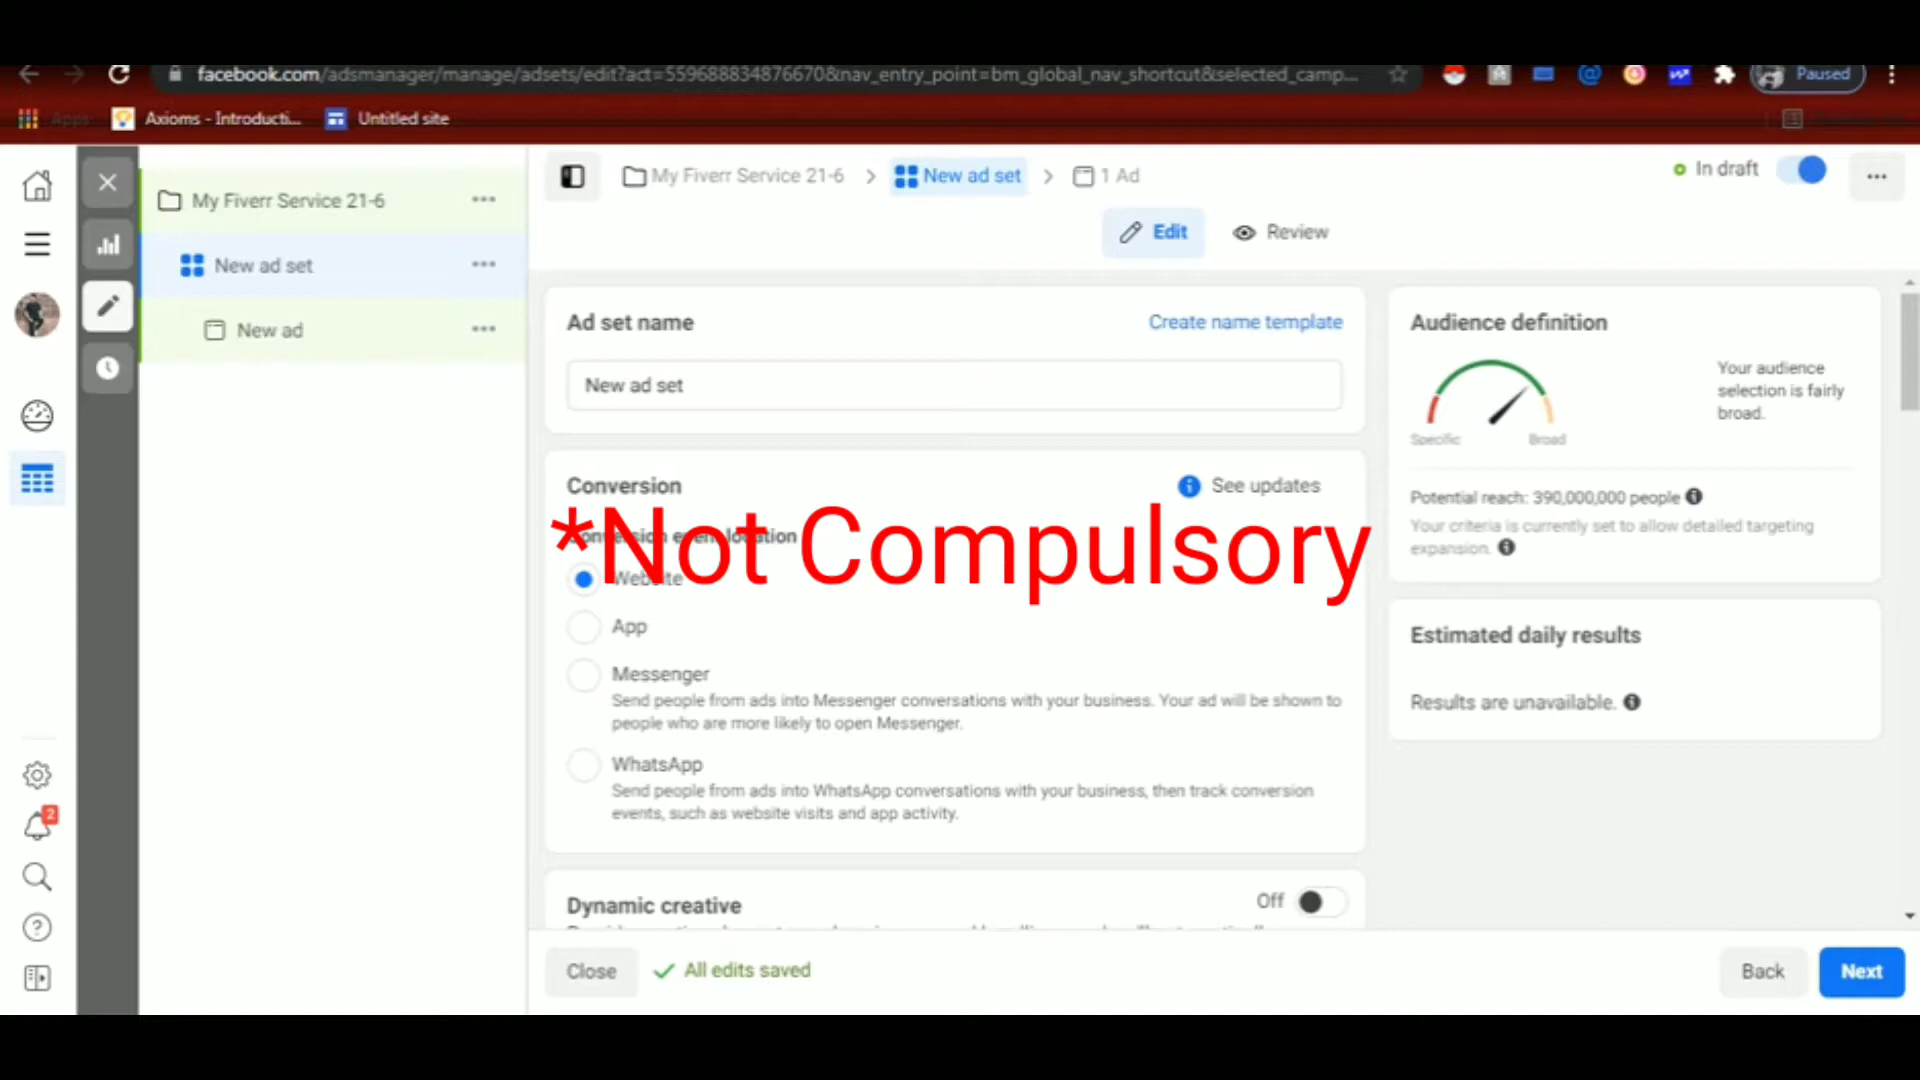 facebook.com/adsmanager/manage/adsets/edit?act=559688834876670&nav_entry_point=bm_global_nav_shortcut&selected_camp...
Paused
Apps
Axioms - Introducti...
Untitled site
My Fiverr Service 21-6
New ad set
New ad
My Fiverr Service 21-6 > New ad set > 1 Ad
In draft
Edit
Review
Ad set name
Create name template
New ad set
Conversion
See updates
Conversion event location
*Not Compulsory
Website
App
Messenger
Send people from ads into Messenger conversations with your business. Your ad will be shown to
people who are more likely to open Messenger.
WhatsApp
Send people from ads into WhatsApp conversations with your business, then track conversion
events, such as website visits and app activity.
Dynamic creative
Off
Close
All edits saved
Back
Next
Audience definition
Your audience
selection is fairly
broad.
Specific
Broad
Potential reach: 390,000,000 people
Your criteria is currently set to allow detailed targeting
expansion.
Estimated daily results
Results are unavailable.
2